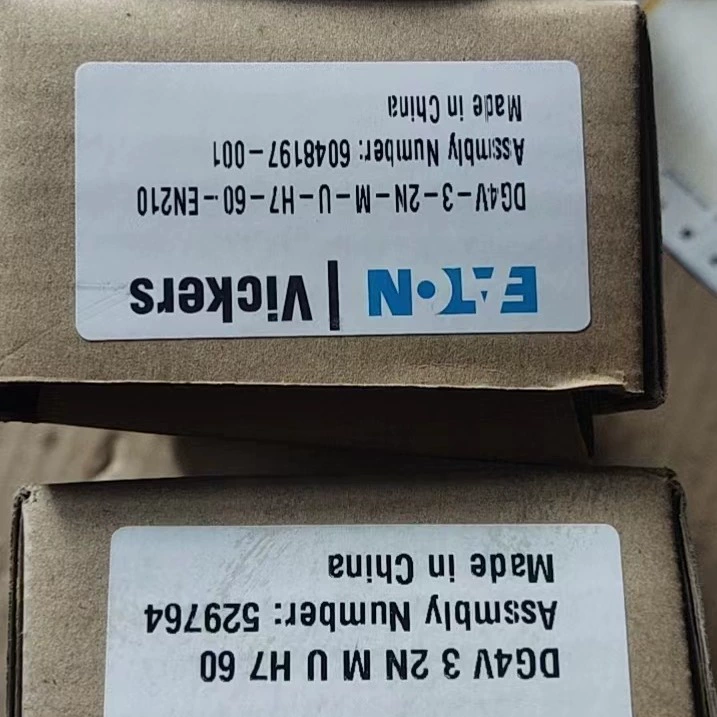 DG4V 3 2N M U H7 60
Assmbly Number: 529764
Made in China
EATON | Vickers
DG4V-3-2N-M-U-H7-60-EN210
Assmbly Number: 6048197-001
Made in China